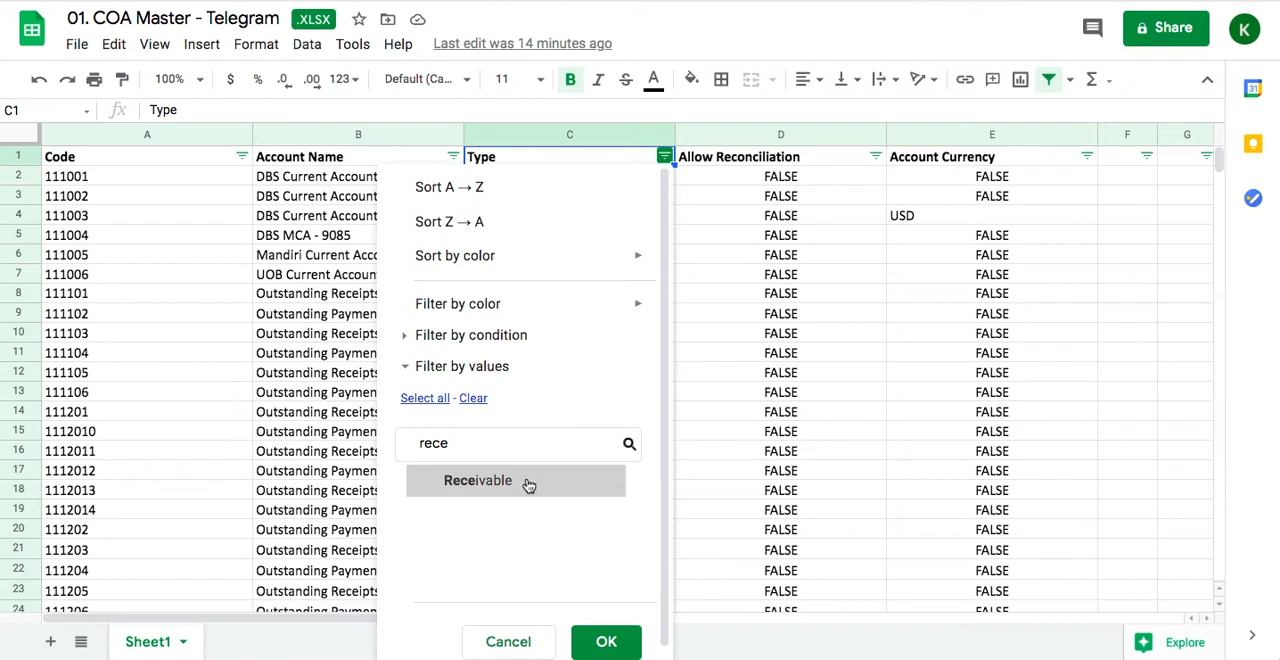 01. COA Master - Telegram .XLSX
File Edit View Insert Format Data Tools Help Last edit was 14 minutes ago
Share K
100% $ % .0 .00 123 Default (Ca... 11 B I S A Σ
C1 fx Type
A B C D E F G
1 Code Account Name Type Allow Reconciliation Account Currency
2 111001 DBS Current Account FALSE FALSE
3 111002 DBS Current Account FALSE FALSE
4 111003 DBS Current Account FALSE USD
5 111004 DBS MCA - 9085 FALSE FALSE
6 111005 Mandiri Current Acco FALSE FALSE
7 111006 UOB Current Accoun FALSE FALSE
8 111101 Outstanding Receipts FALSE FALSE
9 111102 Outstanding Paymen FALSE FALSE
10 111103 Outstanding Receipts FALSE FALSE
11 111104 Outstanding Paymen FALSE FALSE
12 111105 Outstanding Receipts FALSE FALSE
13 111106 Outstanding Paymen FALSE FALSE
14 111201 Outstanding Receipts FALSE FALSE
15 1112010 Outstanding Paymen FALSE FALSE
16 1112011 Outstanding Receipts FALSE FALSE
17 1112012 Outstanding Paymen FALSE FALSE
18 1112013 Outstanding Receipts FALSE FALSE
19 1112014 Outstanding Paymen FALSE FALSE
20 111202 Outstanding Paymen FALSE FALSE
21 111203 Outstanding Receipts FALSE FALSE
22 111204 Outstanding Paymen FALSE FALSE
23 111205 Outstanding Receipts FALSE FALSE
24 111206 Outstanding Paymen FALSE FALSE
Sort A → Z
Sort Z → A
Sort by color
Filter by color
Filter by condition
Filter by values
Select all - Clear
rece
Receivable
Cancel OK
+ Sheet1 Explore
31